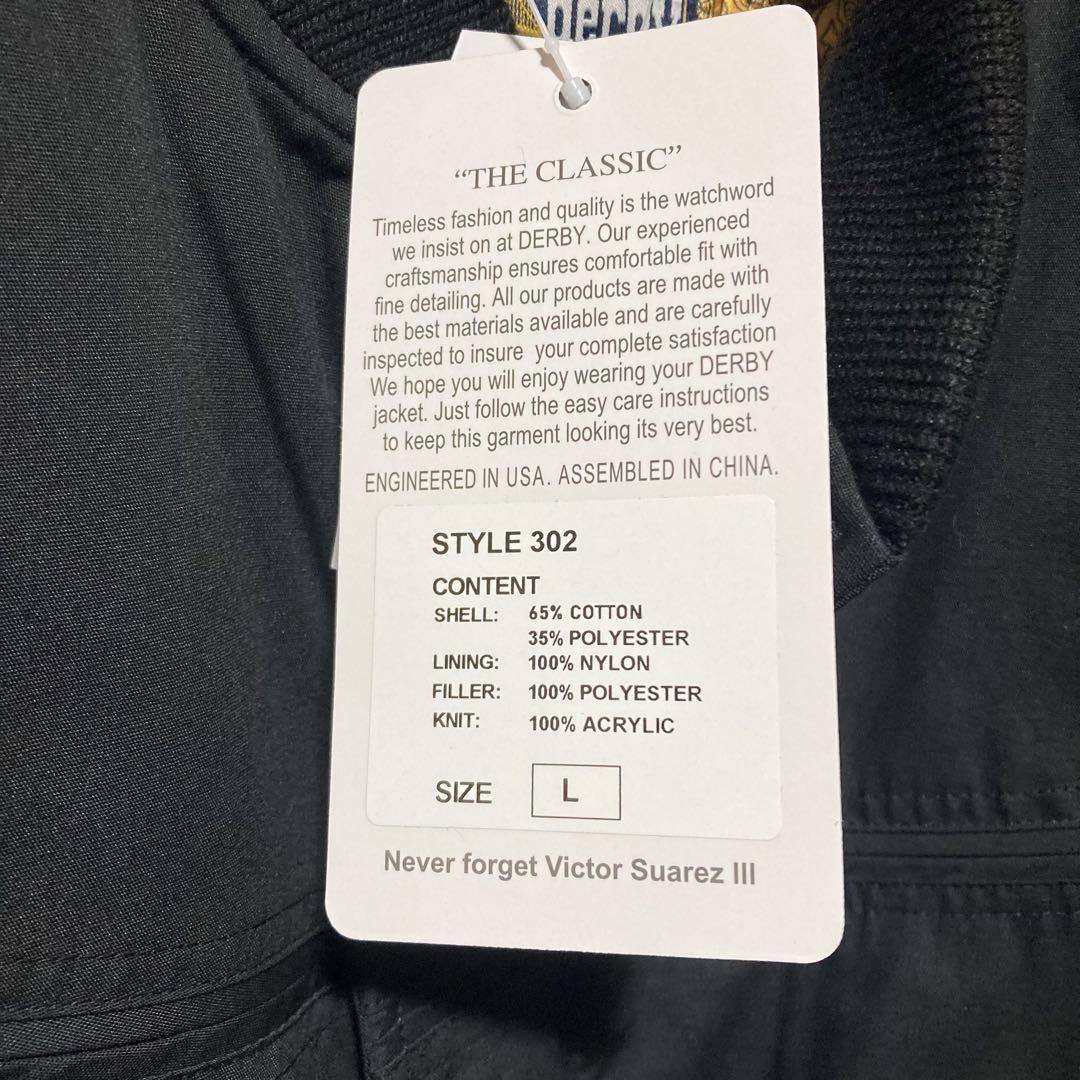 Derby
“THE CLASSIC”
Timeless fashion and quality is the watchword
we insist on at DERBY. Our experienced
craftsmanship ensures comfortable fit with
fine detailing. All our products are made with
the best materials available and are carefully
inspected to insure your complete satisfaction
We hope you will enjoy wearing your DERBY
jacket. Just follow the easy care instructions
to keep this garment looking its very best.
ENGINEERED IN USA. ASSEMBLED IN CHINA.
STYLE 302
CONTENT
SHELL: 65% COTTON
35% POLYESTER
LINING: 100% NYLON
FILLER: 100% POLYESTER
KNIT: 100% ACRYLIC
SIZE L
Never forget Victor Suarez III